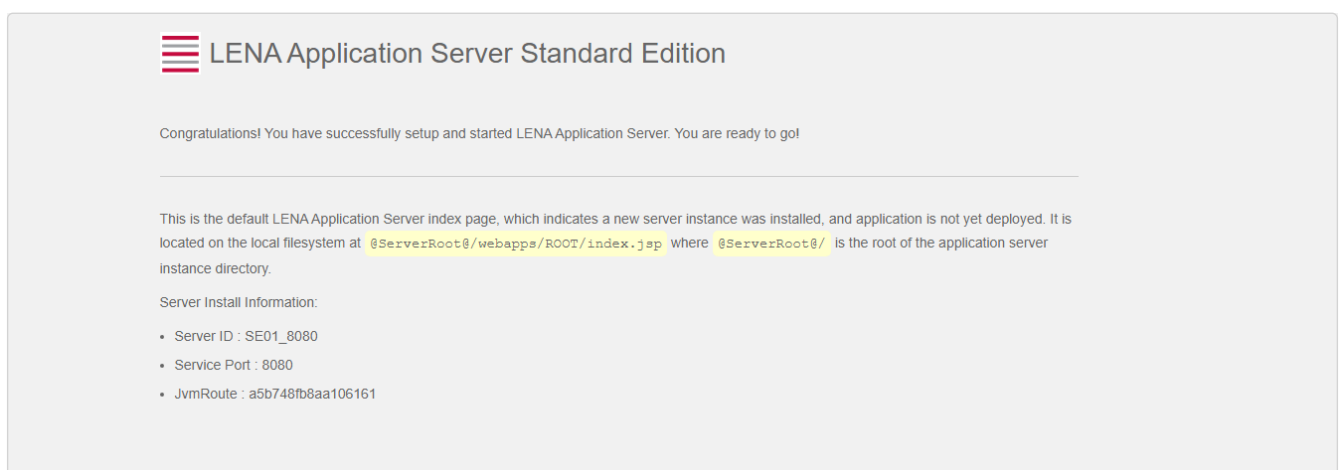 LENA Application Server Standard Edition
Congratulations! You have successfully setup and started LENA Application Server. You are ready to go!
This is the default LENA Application Server index page, which indicates a new server instance was installed, and application is not yet deployed. It is
located on the local filesystem at @ServerRoot@/webapps/ROOT/index.jsp where @ServerRoot@/ is the root of the application server
instance directory.
Server Install Information:
• Server ID : SE01_8080
• Service Port : 8080
• JvmRoute : a5b748fb8aa106161